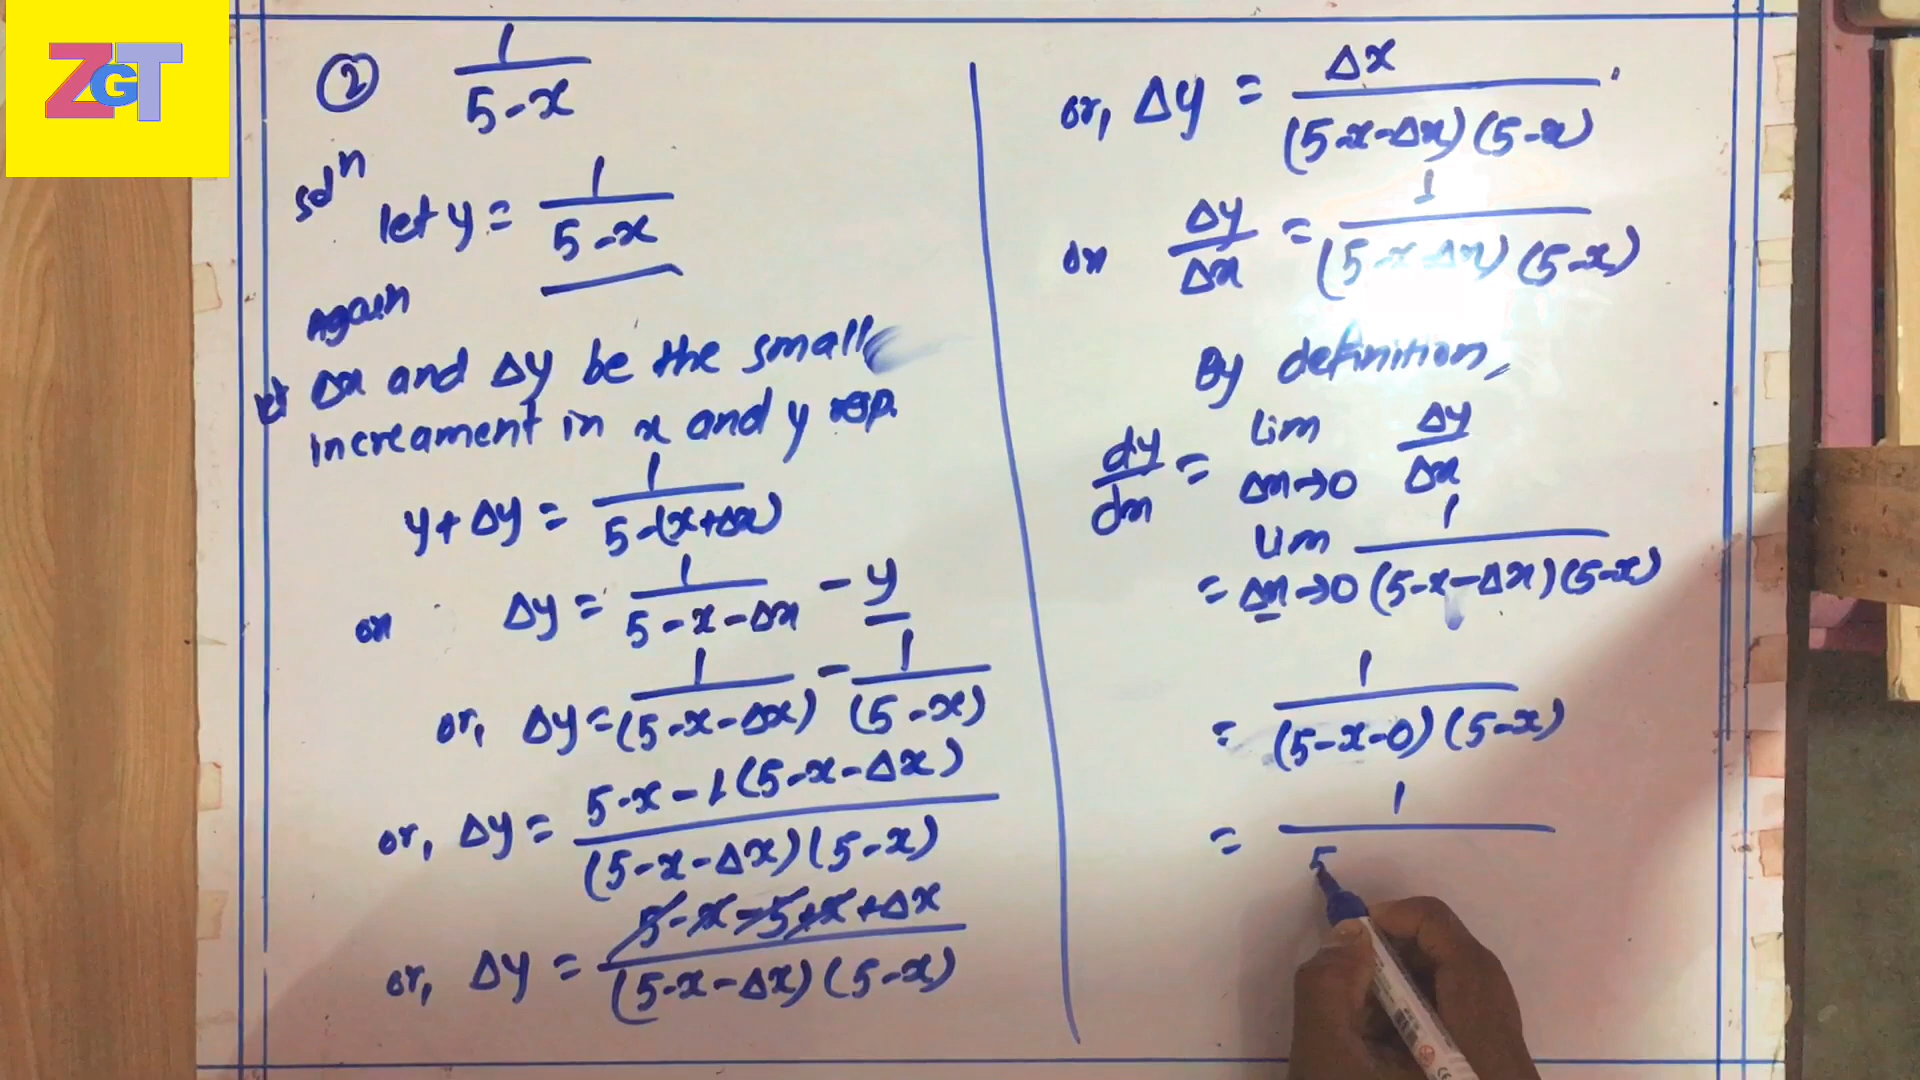 ZGT
② 1/(5-x)
solⁿ
let y = 1/(5-x)
Again
let Δx and Δy be the small
increament in x and y resp.
y+Δy = 1/(5-(x+Δx))
or Δy = 1/(5-x-Δx) - y
or, Δy = 1/(5-x-Δx) - 1/(5-x)
or, Δy = (5-x-1(5-x-Δx))/((5-x-Δx)(5-x))
or, Δy = (5-x-5+x+Δx)/((5-x-Δx)(5-x))
or, Δy = Δx/((5-x-Δx)(5-x))
or Δy/Δx = 1/((5-x-Δx)(5-x))
By definition,
dy/dx = lim Δx→0 Δy/Δx
= lim Δx→0 1/((5-x-Δx)(5-x))
= 1/((5-x-0)(5-x))
= 1/5